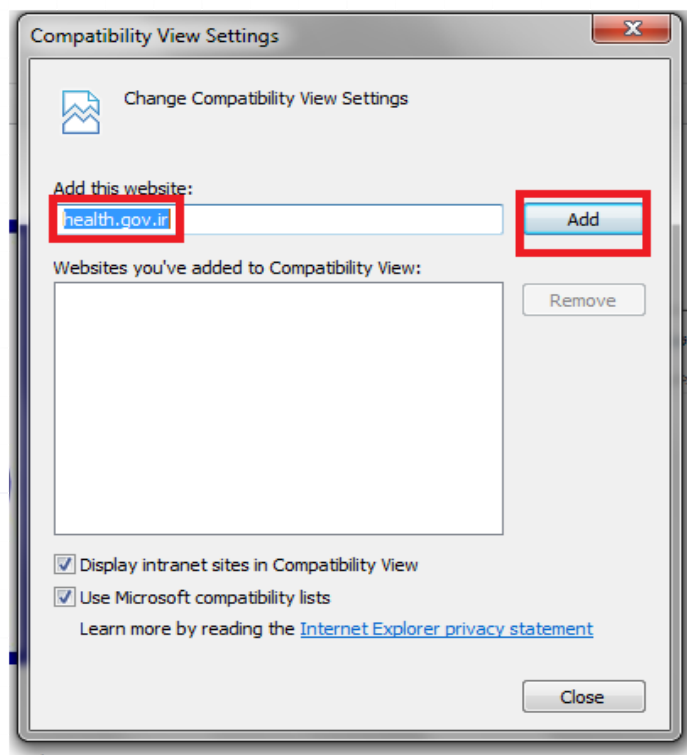 Compatibility View Settings
Change Compatibility View Settings
Add this website:
health.gov.ir
Add
Websites you've added to Compatibility View:
Remove
Display intranet sites in Compatibility View
Use Microsoft compatibility lists
Learn more by reading the Internet Explorer privacy statement
Close